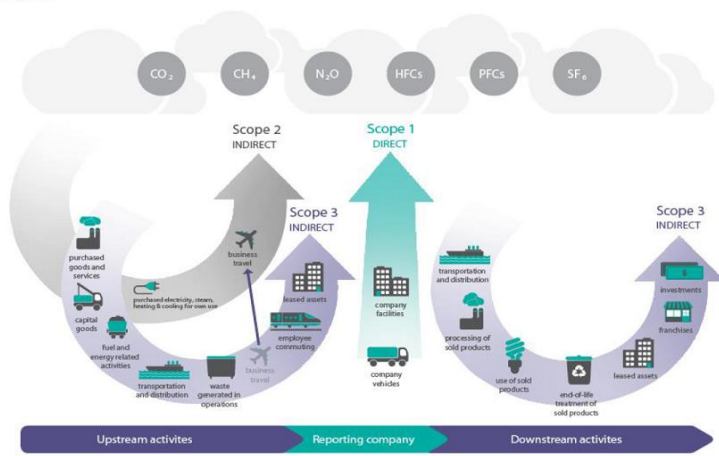 CO2
CH4
N2O
HFCs
PFCs
SF6
Scope 2
INDIRECT
Scope 1
DIRECT
Scope 3
INDIRECT
Scope 3
INDIRECT
purchased
goods and
services
capital
goods
fuel and
energy related
activities
transportation
and distribution
waste
generated in
operations
business
travel
employee
commuting
leased assets
purchased electricity, steam,
heating & cooling for own use
business
travel
company
facilities
company
vehicles
transportation
and distribution
processing of
sold products
use of sold
products
end-of-life
treatment of
sold products
leased assets
franchises
investments
Upstream activites
Reporting company
Downstream activites